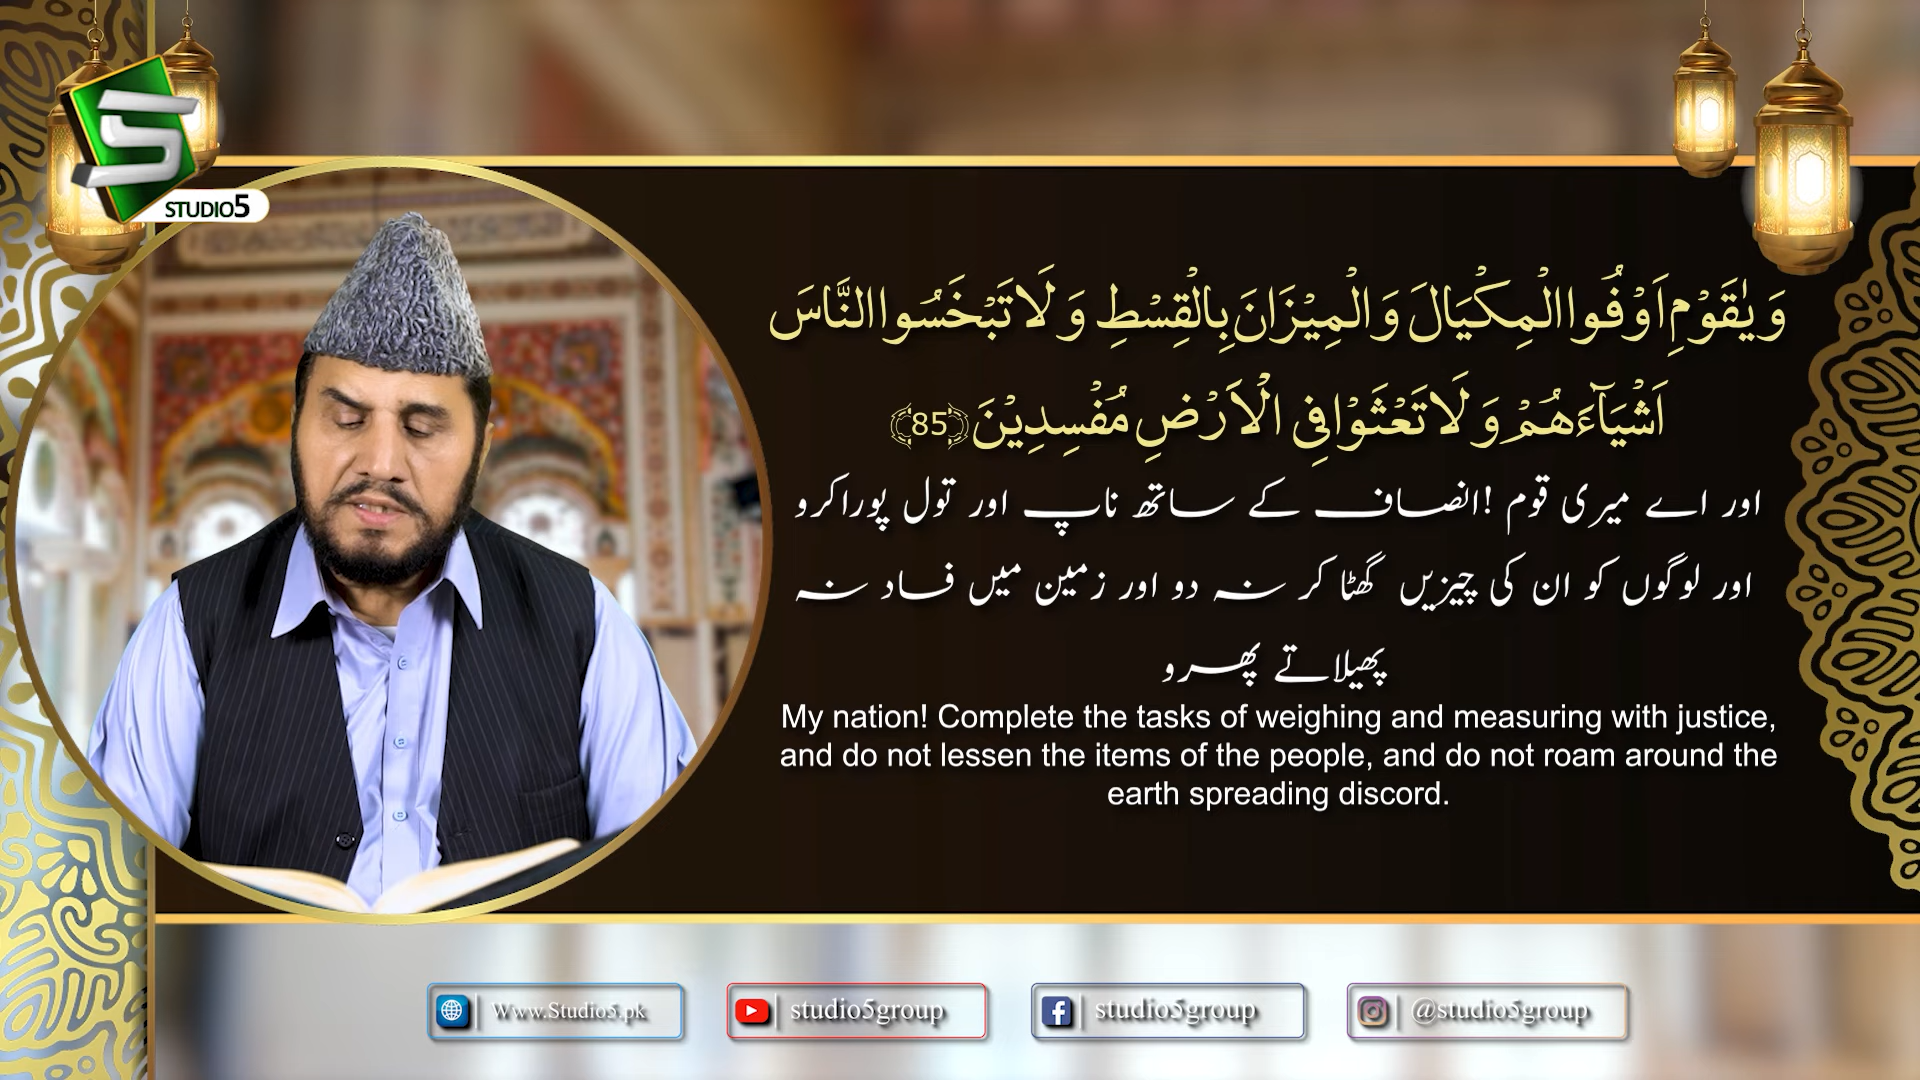 STUDIO5
وَ یٰقَوْمِ اَوْفُوا الْمِكْیَالَ وَ الْمِیْزَانَ بِالْقِسْطِ وَ لَا تَبْخَسُوا النَّاسَ
اَشْیَآءَهُمْ وَ لَا تَعْثَوْا فِی الْاَرْضِ مُفْسِدِیْنَ ﴿85﴾
اور اے میری قوم !انصاف کے ساتھ ناپ اور تول پورا کرو
اور لوگوں کو ان کی چیزیں گھٹا کر نہ دو اور زمین میں فساد نہ
پھیلاتے پھرو
My nation! Complete the tasks of weighing and measuring with justice,
and do not lessen the items of the people, and do not roam around the
earth spreading discord.
Www.Studio5.pk
studio5group
studio5group
@studio5group